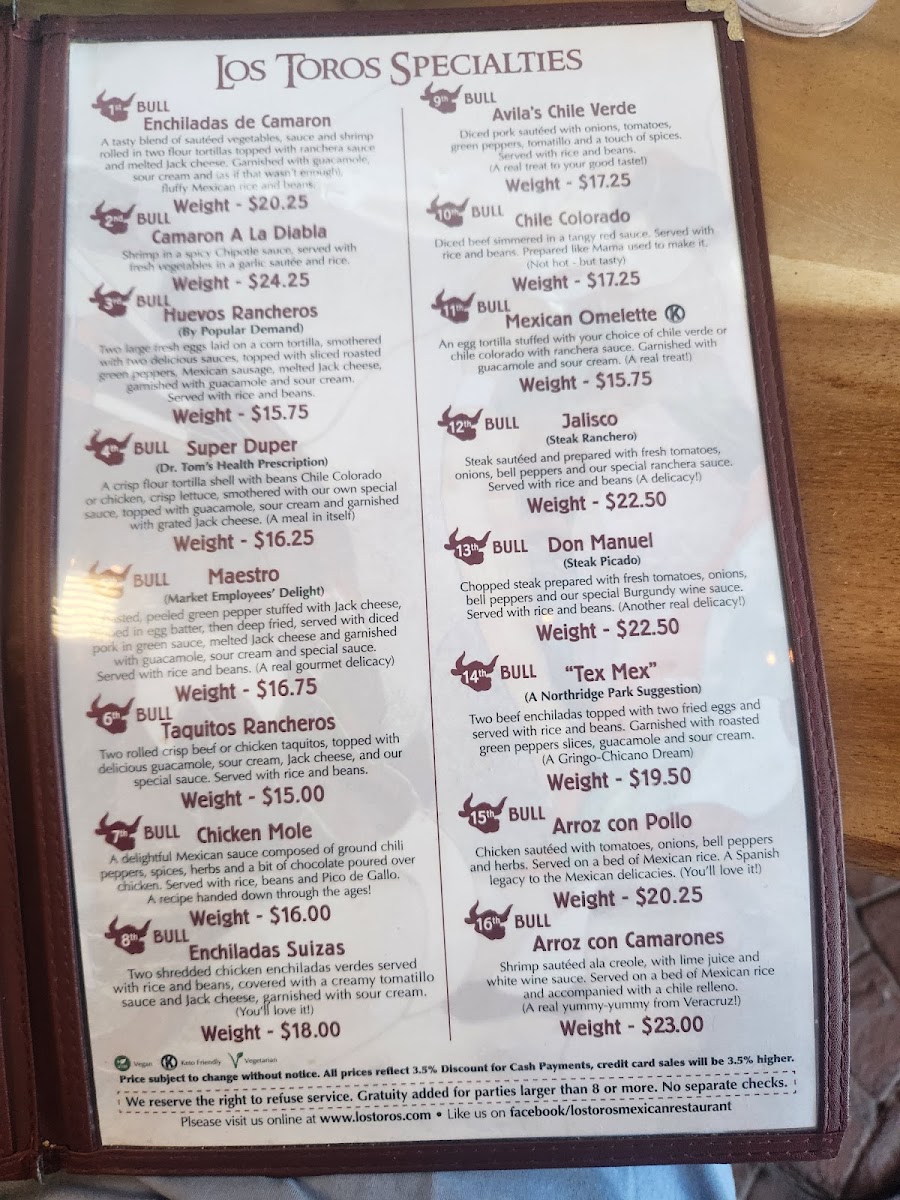 Los Toros Specialties
1st BULL
Enchiladas de Camaron
A tasty blend of sautéed vegetables, sauce and shrimp
rolled in two flour tortillas topped with ranchera sauce
and melted Jack cheese. Garnished with guacamole,
sour cream and (as if that wasn't enough),
fluffy Mexican rice and beans.
Weight - $20.25
2nd BULL
Camaron A La Diabla
Shrimp in a spicy Chipotle sauce, served with
fresh vegetables in a garlic sautée and rice.
Weight - $24.25
3rd BULL
Huevos Rancheros
(By Popular Demand)
Two large fresh eggs laid on a corn tortilla, smothered
with two delicious sauces, topped with sliced roasted
green peppers, Mexican sausage, melted Jack cheese,
garnished with guacamole and sour cream.
Served with rice and beans.
Weight - $15.75
4th BULL Super Duper
(Dr. Tom's Health Prescription)
A crisp flour tortilla shell with beans Chile Colorado
or chicken, crisp lettuce, smothered with our own special
sauce, topped with guacamole, sour cream and garnished
with grated Jack cheese. (A meal in itself)
Weight - $16.25
BULL Maestro
(Market Employees' Delight)
peeled green pepper stuffed with Jack cheese,
in egg batter, then deep fried, served with diced
pork in green sauce, melted Jack cheese and garnished
with guacamole, sour cream and special sauce.
Served with rice and beans. (A real gourmet delicacy)
Weight - $16.75
6th BULL
Taquitos Rancheros
Two rolled crisp beef or chicken taquitos, topped with
delicious guacamole, sour cream, Jack cheese, and our
special sauce. Served with rice and beans.
Weight - $15.00
7th BULL Chicken Mole
A delightful Mexican sauce composed of ground chili
peppers, spices, herbs and a bit of chocolate poured over
chicken. Served with rice, beans and Pico de Gallo.
A recipe handed down through the ages!
Weight - $16.00
8th BULL
Enchiladas Suizas
Two shredded chicken enchiladas verdes served
with rice and beans, covered with a creamy tomatillo
sauce and Jack cheese, garnished with sour cream.
(You'll love it!)
Weight - $18.00
9th BULL
Avila's Chile Verde
Diced pork sautéed with onions, tomatoes,
green peppers, tomatillo and a touch of spices.
Served with rice and beans.
(A real treat to your good taste!)
Weight - $17.25
10th BULL Chile Colorado
Diced beef simmered in a tangy red sauce. Served with
rice and beans. Prepared like Mama used to make it.
(Not hot - but tasty)
Weight - $17.25
11th BULL
Mexican Omelette K
An egg tortilla stuffed with your choice of chile verde or
chile colorado with ranchera sauce. Garnished with
guacamole and sour cream. (A real treat!)
Weight - $15.75
12th BULL Jalisco
(Steak Ranchero)
Steak sautéed and prepared with fresh tomatoes,
onions, bell peppers and our special ranchera sauce.
Served with rice and beans (A delicacy!)
Weight - $22.50
13th BULL Don Manuel
(Steak Picado)
Chopped steak prepared with fresh tomatoes, onions,
bell peppers and our special Burgundy wine sauce.
Served with rice and beans. (Another real delicacy!)
Weight - $22.50
14th BULL "Tex Mex"
(A Northridge Park Suggestion)
Two beef enchiladas topped with two fried eggs and
served with rice and beans. Garnished with roasted
green peppers slices, guacamole and sour cream.
(A Gringo-Chicano Dream)
Weight - $19.50
15th BULL
Arroz con Pollo
Chicken sautéed with tomatoes, onions, bell peppers
and herbs. Served on a bed of Mexican rice. A Spanish
legacy to the Mexican delicacies. (You'll love it!)
Weight - $20.25
16th BULL
Arroz con Camarones
Shrimp sautéed ala creole, with lime juice and
white wine sauce. Served on a bed of Mexican rice
and accompanied with a chile relleno.
(A real yummy-yummy from Veracruz!)
Weight - $23.00
Vegan K Keto Friendly V Vegetarian
Price subject to change without notice. All prices reflect 3.5% Discount for Cash Payments, credit card sales will be 3.5% higher.
We reserve the right to refuse service. Gratuity added for parties larger than 8 or more. No separate checks.
Plsease visit us online at www.lostoros.com • Like us on facebook/lostorosmexicanrestaurant